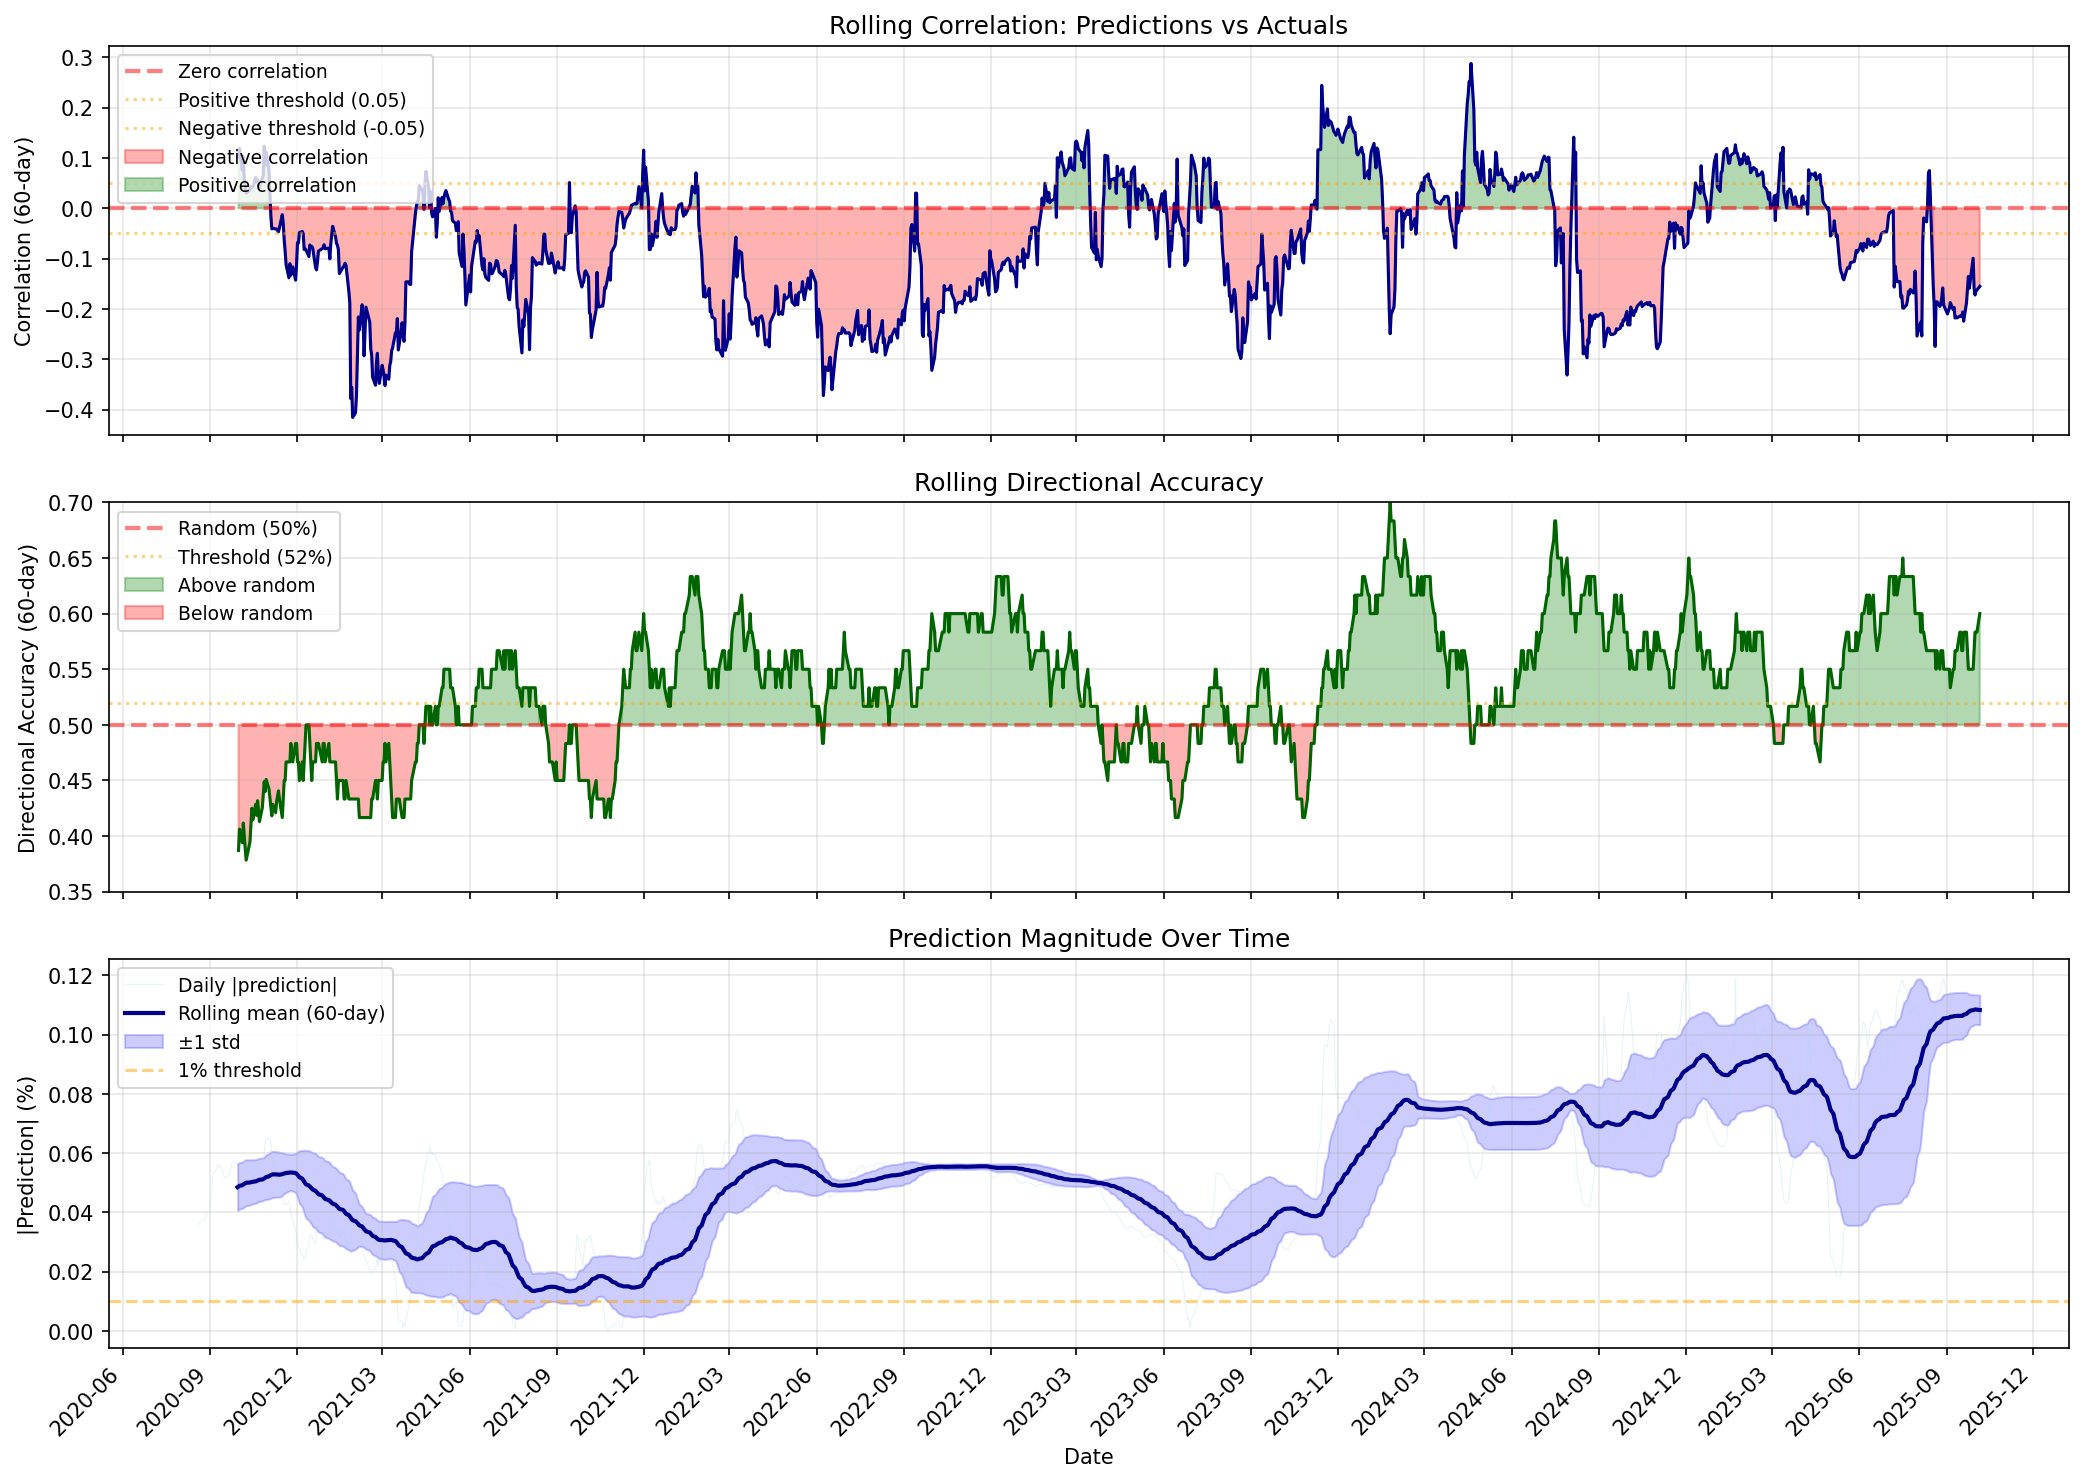 Rolling Correlation: Predictions vs Actuals
Correlation (60-day)
0.3
0.2
0.1
0.0
−0.1
−0.2
−0.3
−0.4
Zero correlation
Positive threshold (0.05)
Negative threshold (-0.05)
Negative correlation
Positive correlation
Rolling Directional Accuracy
Directional Accuracy (60-day)
0.70
0.65
0.60
0.55
0.50
0.45
0.40
0.35
Random (50%)
Threshold (52%)
Above random
Below random
Prediction Magnitude Over Time
|Prediction| (%)
0.12
0.10
0.08
0.06
0.04
0.02
0.00
Daily |prediction|
Rolling mean (60-day)
±1 std
1% threshold
2020-06
2020-09
2020-12
2021-03
2021-06
2021-09
2021-12
2022-03
2022-06
2022-09
2022-12
2023-03
2023-06
2023-09
2023-12
2024-03
2024-06
2024-09
2024-12
2025-03
2025-06
2025-09
2025-12
Date